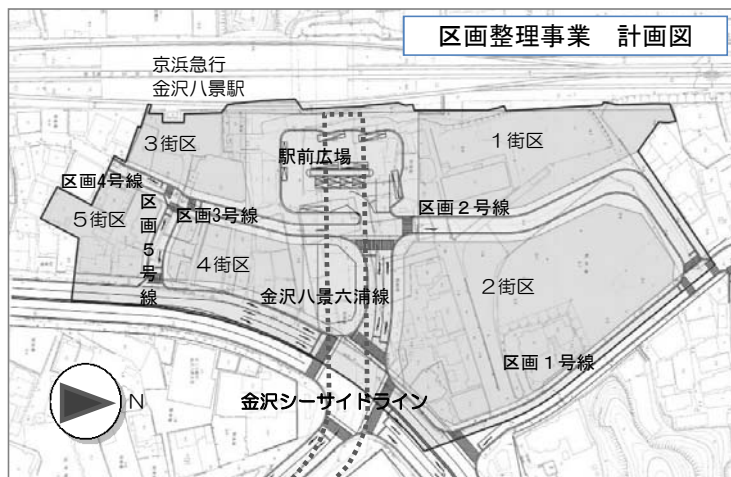 区画整理事業　計画図
京浜急行
金沢八景駅
3街区
1街区
駅前広場
区画4号線
区画3号線
区画２号線
5街区
区画５号線
4街区
金沢八景六浦線
2街区
区画１号線
金沢シーサイドライン
N